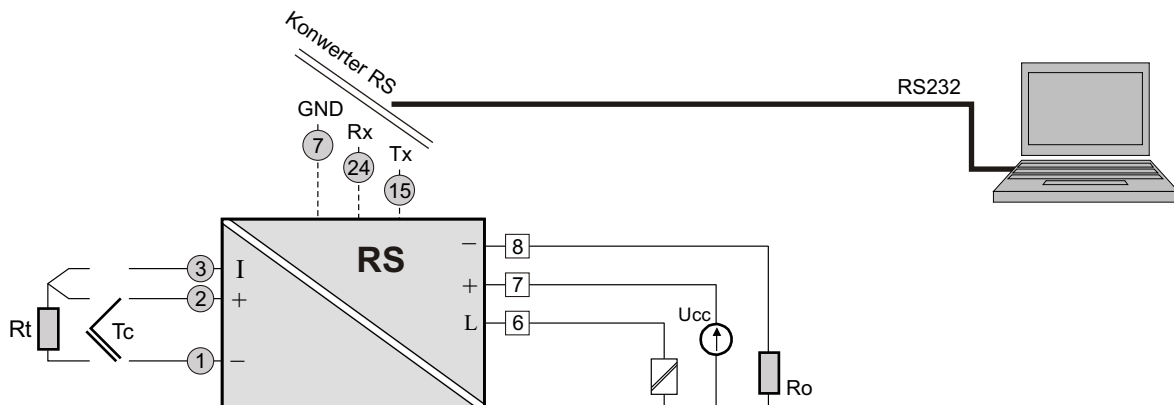 Konwerter RS
RS232
GND
Rx
Tx
7
24
15
RS
3
I
2
+
1
−
Rt
Tc
−
8
+
7
L
6
Ucc
Ro